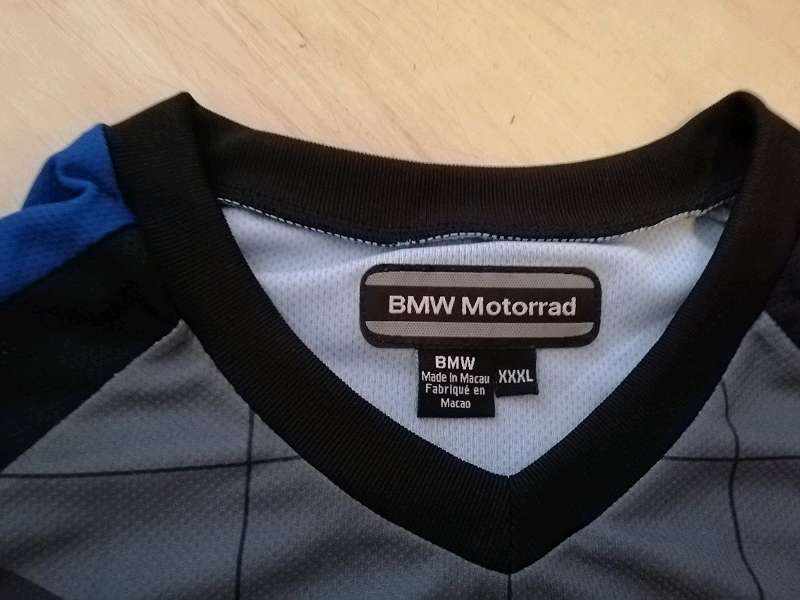 BMW Motorrad
BMW
Made In Macau
Fabriqué en
Macao
XXXL